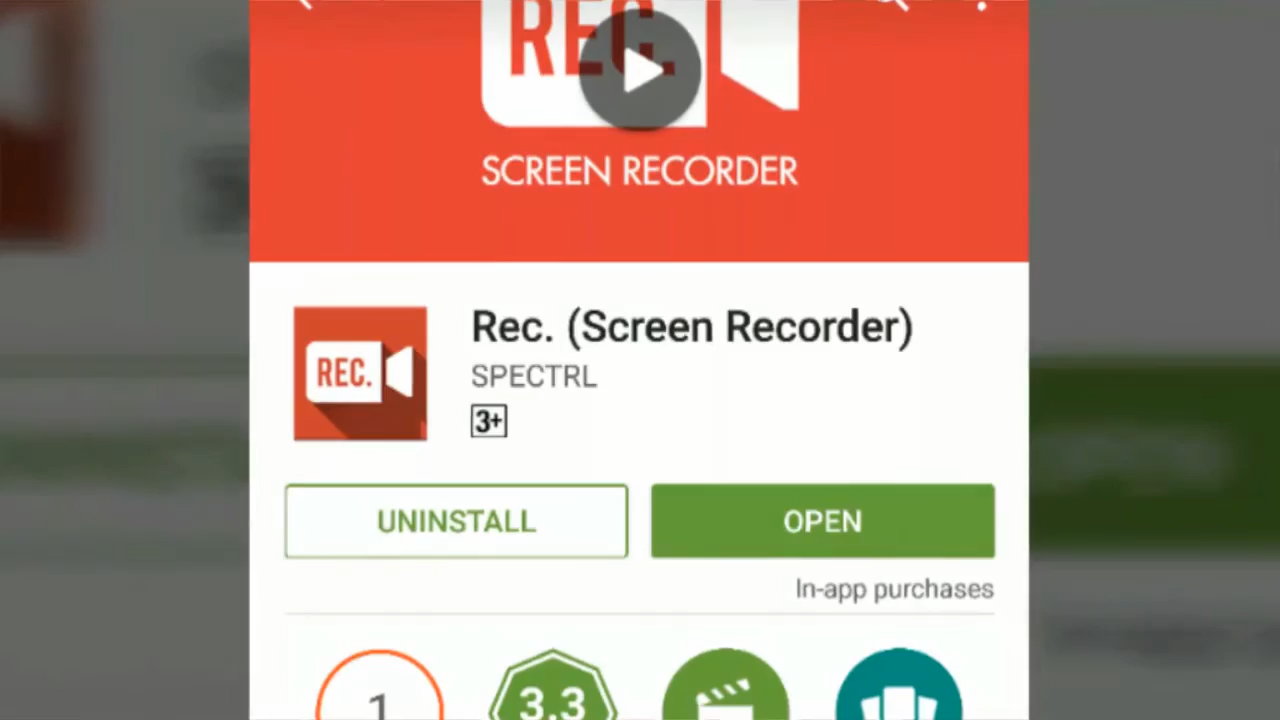 REC.
SCREEN RECORDER
REC.
Rec. (Screen Recorder)
SPECTRL
3+
UNINSTALL
OPEN
In-app purchases
1
3.3